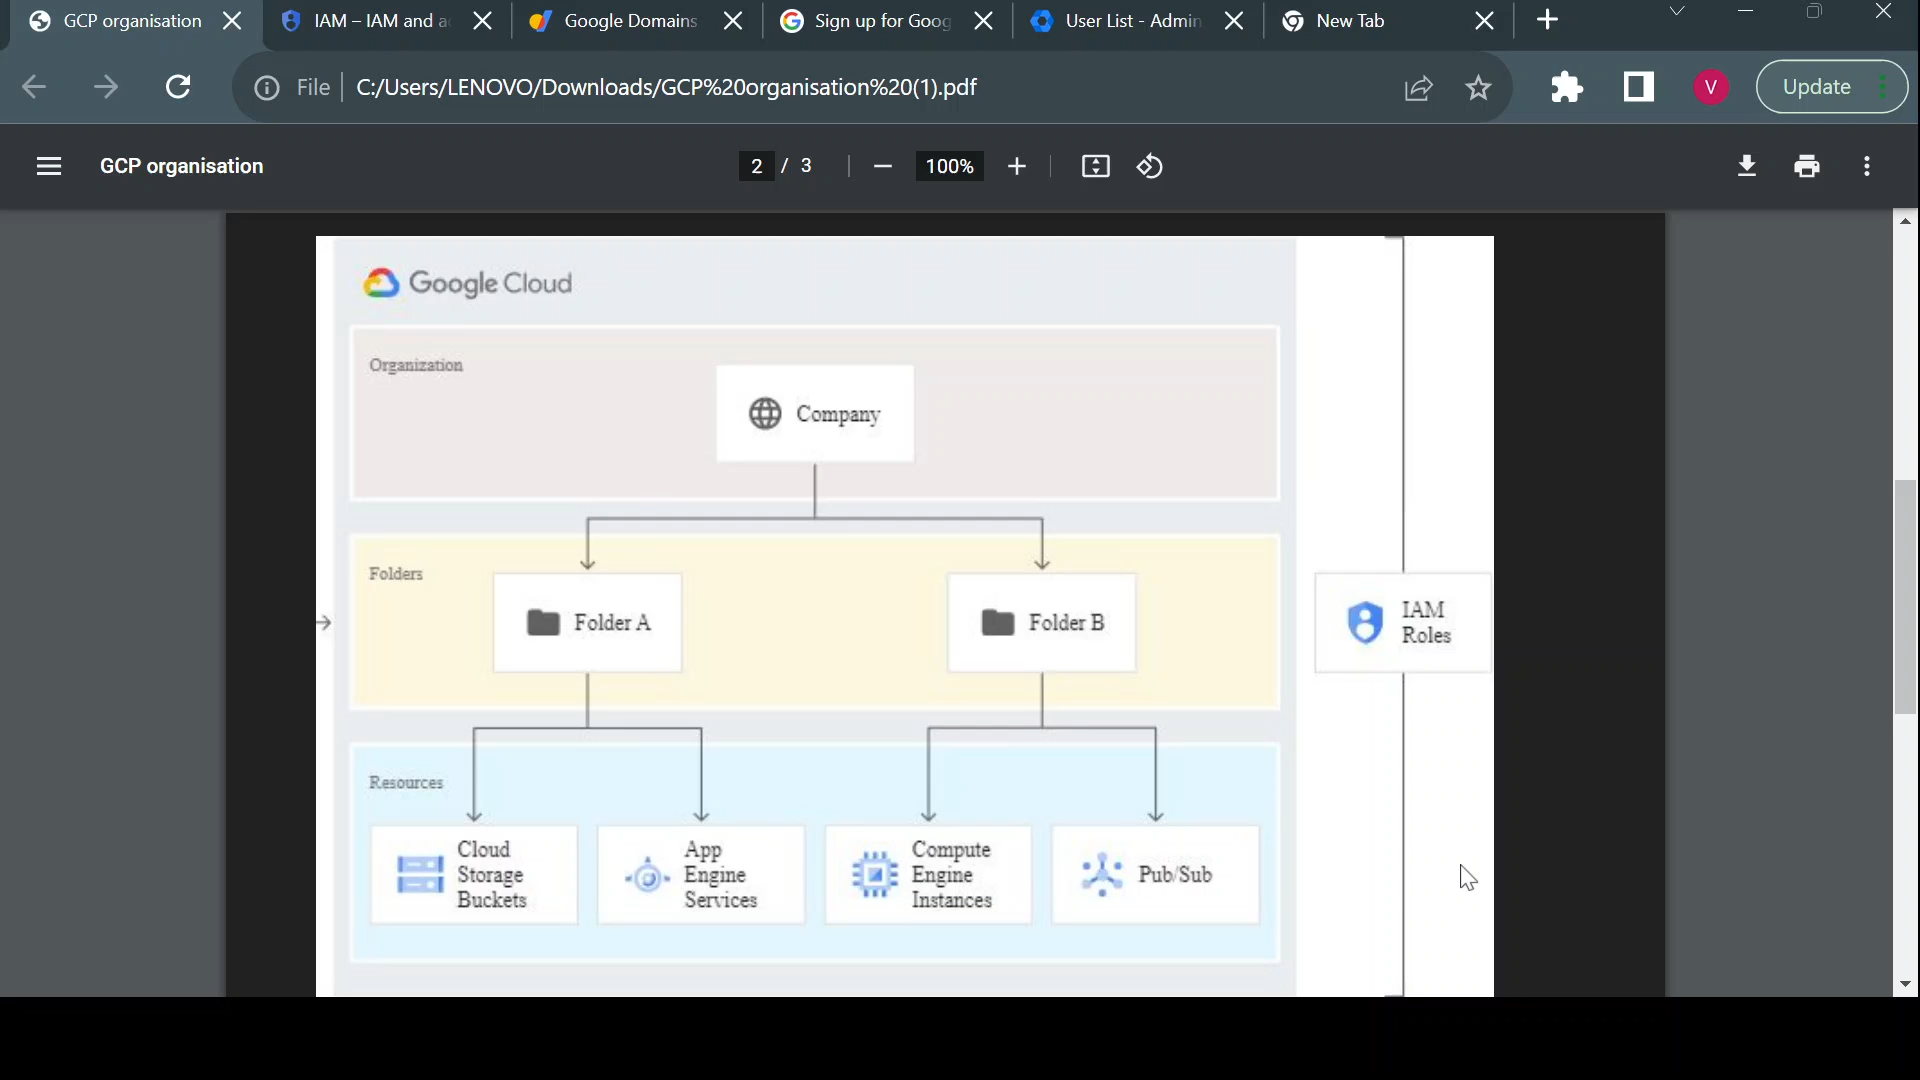 GCP organisation
IAM – IAM and a
Google Domains
Sign up for Goog
User List - Admin
New Tab
File
C:/Users/LENOVO/Downloads/GCP%20organisation%20(1).pdf
V
Update
GCP organisation
2 / 3
100%
Google Cloud
Organization
Company
Folders
Folder A
Folder B
IAM
Roles
Resources
Cloud
Storage
Buckets
App
Engine
Services
Compute
Engine
Instances
Pub/Sub